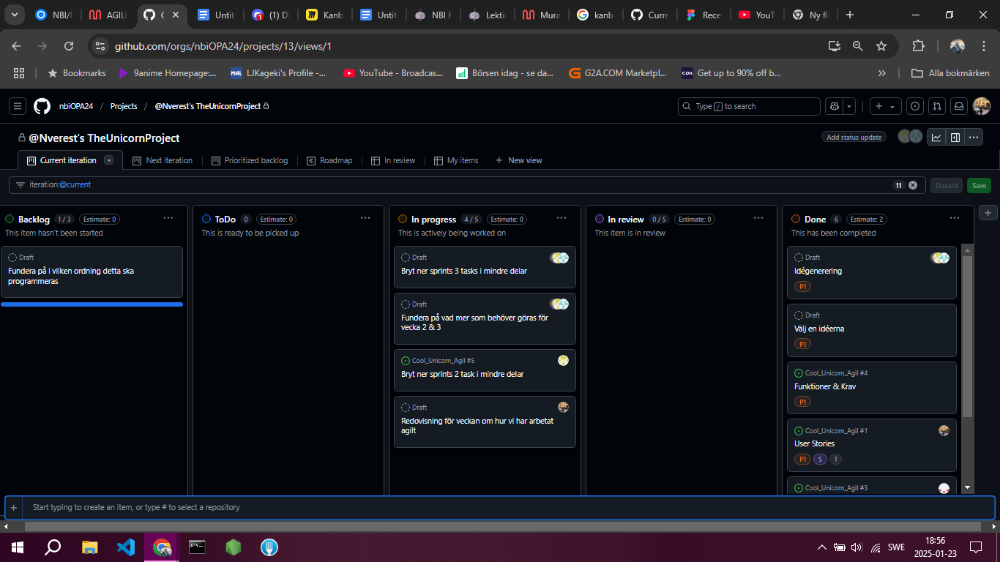 NBI/
AGIL
C
Untit
(1) Di
Kanb
Untit
NBI H
Lekti
Mura
kanb
Curre
Rece
YouT
Ny fl
github.com/orgs/nbiOPA24/projects/13/views/1
Bookmarks
9anime Homepage:...
MAL
LJKageki's Profile -...
YouTube - Broadcas...
Börsen idag - se da...
G2A.COM Marketpl...
CDK
Get up to 90% off b...
Alla bokmärken
nbiOPA24 / Projects / @Nverest's TheUnicornProject
Type / to search
@Nverest's TheUnicornProject
Add status update
Current iteration
Next iteration
Prioritized backlog
Roadmap
In review
My items
New view
iteration:@current
11
Discard
Save
Backlog 1 / 3 Estimate: 0
This item hasn't been started
Draft
Fundera på i vilken ordning detta ska
programmeras
ToDo 0 Estimate: 0
This is ready to be picked up
In progress 4 / 5 Estimate: 0
This is actively being worked on
Draft
Bryt ner sprints 3 tasks i mindre delar
Draft
Fundera på vad mer som behöver göras för
vecka 2 & 3
Cool_Unicorn_Agil #5
Bryt ner sprints 2 task i mindre delar
Draft
Redovisning för veckan om hur vi har arbetat
agilt
In review 0 / 5 Estimate: 0
This item is in review
Done 6 Estimate: 2
This has been completed
Draft
Idégenerering
P1
Draft
Välj en idéerna
P1
Cool_Unicorn_Agil #4
Funktioner & Krav
P1
Cool_Unicorn_Agil #1
User Stories
P1 S 1
Cool_Unicorn_Agil #3
Start typing to create an item, or type # to select a repository
SWE
18:56
2025-01-23